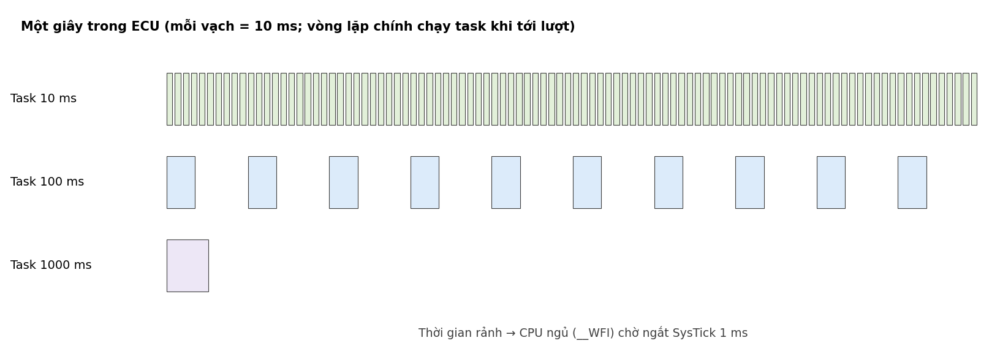 Một giây trong ECU (mỗi vạch = 10 ms; vòng lặp chính chạy task khi tới lượt)
Task 10 ms
Task 100 ms
Task 1000 ms
Thời gian rảnh → CPU ngủ (__WFI) chờ ngắt SysTick 1 ms